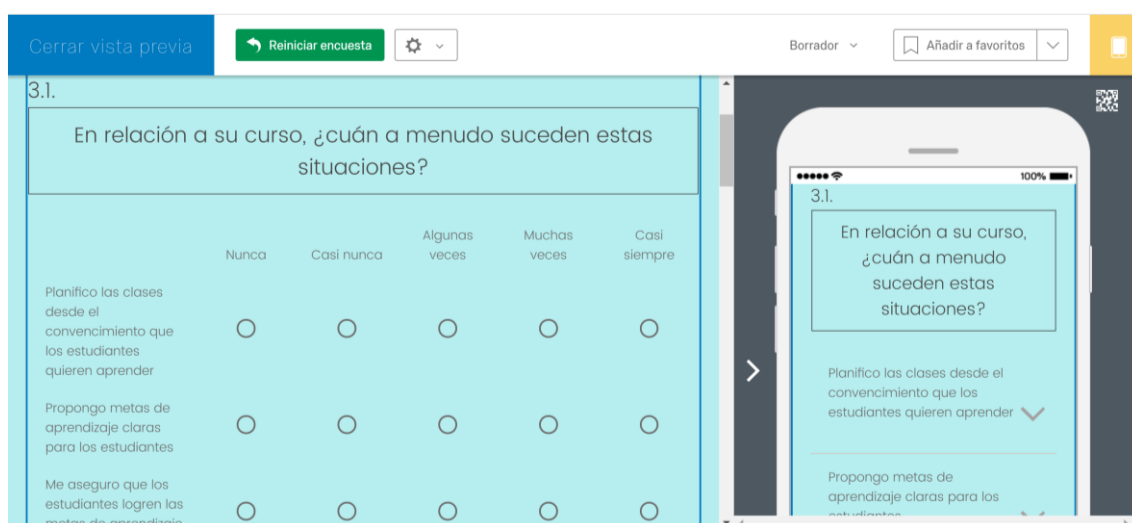 Cerrar vista previa
Reiniciar encuesta
Borrador
Añadir a favoritos
3.1.
En relación a su curso, ¿cuán a menudo suceden estas
situaciones?
Nunca
Casi nunca
Algunas
veces
Muchas
veces
Casi
siempre
Planifico las clases
desde el
convencimiento que
los estudiantes
quieren aprender
Propongo metas de
aprendizaje claras
para los estudiantes
Me aseguro que los
estudiantes logren las
metas de aprendizaje
100%
3.1.
En relación a su curso,
¿cuán a menudo
suceden estas
situaciones?
Planifico las clases desde el
convencimiento que los
estudiantes quieren aprender
Propongo metas de
aprendizaje claras para los
estudiantes